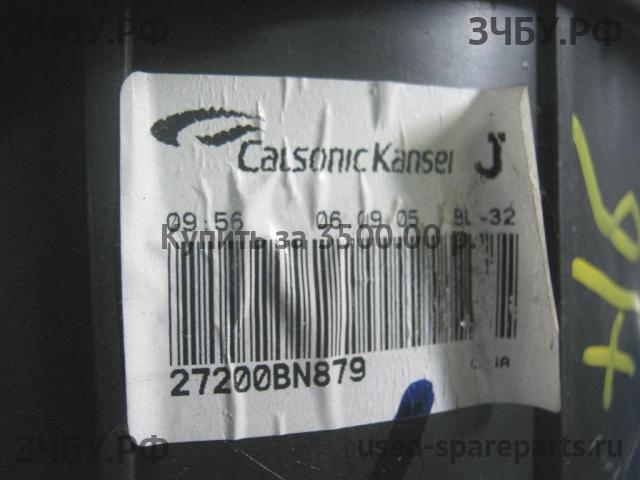 ЗЧБУ.РФ
ЗЧБУ.РФ
CalsonicKansei J
09:56 06.09.05 BL-32
Купить за 3500.00 р.
27200BN879
ЗЧБУ.РФ
used-spareparts.ru